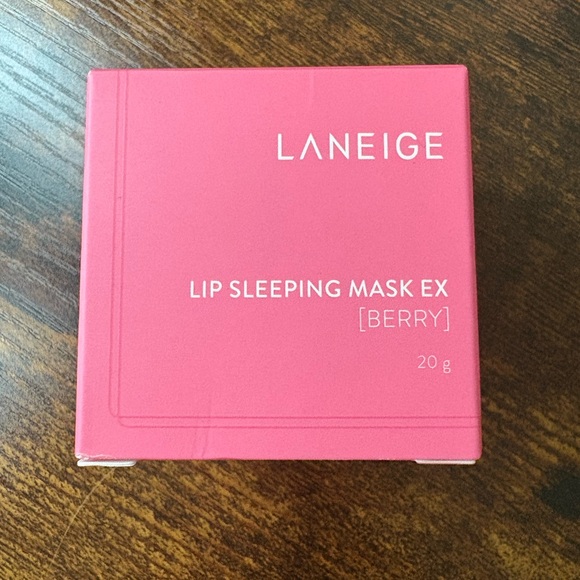 LANEIGE
LIP SLEEPING MASK EX
[BERRY]
20 g